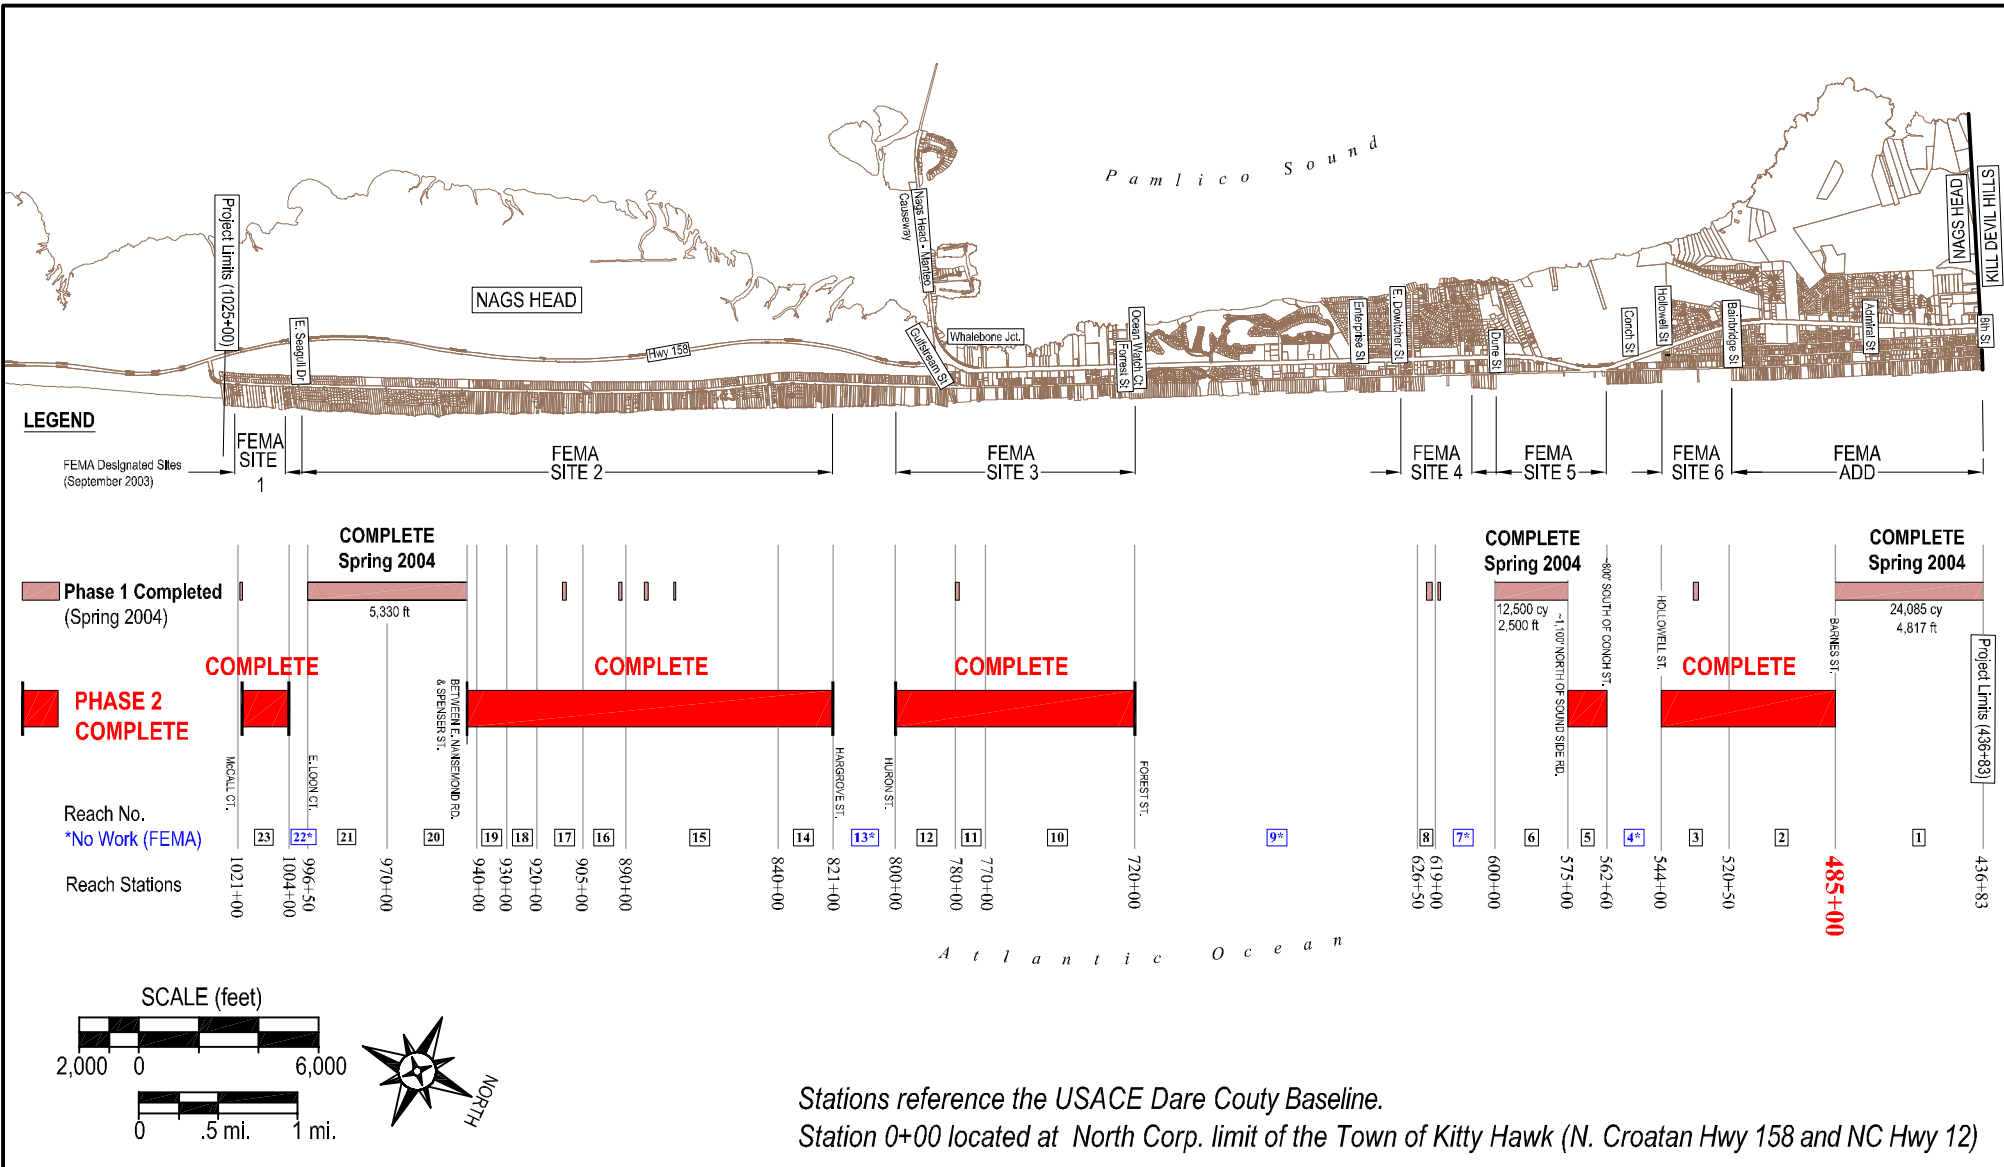 Pamlico Sound
Project Limits (1025+00)
E. Seagull Dr
NAGS HEAD
Hwy 158
Nags Head - Manteo
Causeway
Gulfstream St
Whalebone Jct.
Ocean Watch Ct
Forrest St
Enterprise St
E. Dowitcher St
Dune St
Conch St
Hollowell St
Bainbridge St
Admiral St
8th St
NAGS HEAD
KILL DEVIL HILLS
LEGEND
FEMA Designated Sites
(September 2003)
FEMA
SITE
1
FEMA
SITE 2
FEMA
SITE 3
FEMA
SITE 4
FEMA
SITE 5
FEMA
SITE 6
FEMA
ADD
COMPLETE
Spring 2004
COMPLETE
Spring 2004
COMPLETE
Spring 2004
Phase 1 Completed
(Spring 2004)
5,330 ft
12,500 cy
2,500 ft
24,085 cy
4,817 ft
COMPLETE
COMPLETE
COMPLETE
COMPLETE
PHASE 2
COMPLETE
McCALL CT.
E. LOON CT.
BETWEEN E. NANSEMOND RD.
& SPENSER ST.
HARGROVE ST.
HURON ST.
FOREST ST.
~1,100' NORTH OF SOUND SIDE RD.
~800' SOUTH OF CONCH ST.
HOLLOWELL ST.
BARNES ST.
Project Limits (436+83)
Reach No.
*No Work (FEMA)
23 22* 21 20 19 18 17 16 15 14 13* 12 11 10 9* 8 7* 6 5 4* 3 2 1
Reach Stations
1021+00 1004+00 996+50 970+00 940+00 930+00 920+00 905+00 890+00 840+00 821+00 800+00 780+00 770+00 720+00 626+50 619+00 600+00 575+00 562+60 544+00 520+50 485+00 436+83
Atlantic Ocean
SCALE (feet)
2,000 0 6,000
0 .5 mi. 1 mi.
NORTH
Stations reference the USACE Dare Couty Baseline.
Station 0+00 located at North Corp. limit of the Town of Kitty Hawk (N. Croatan Hwy 158 and NC Hwy 12)